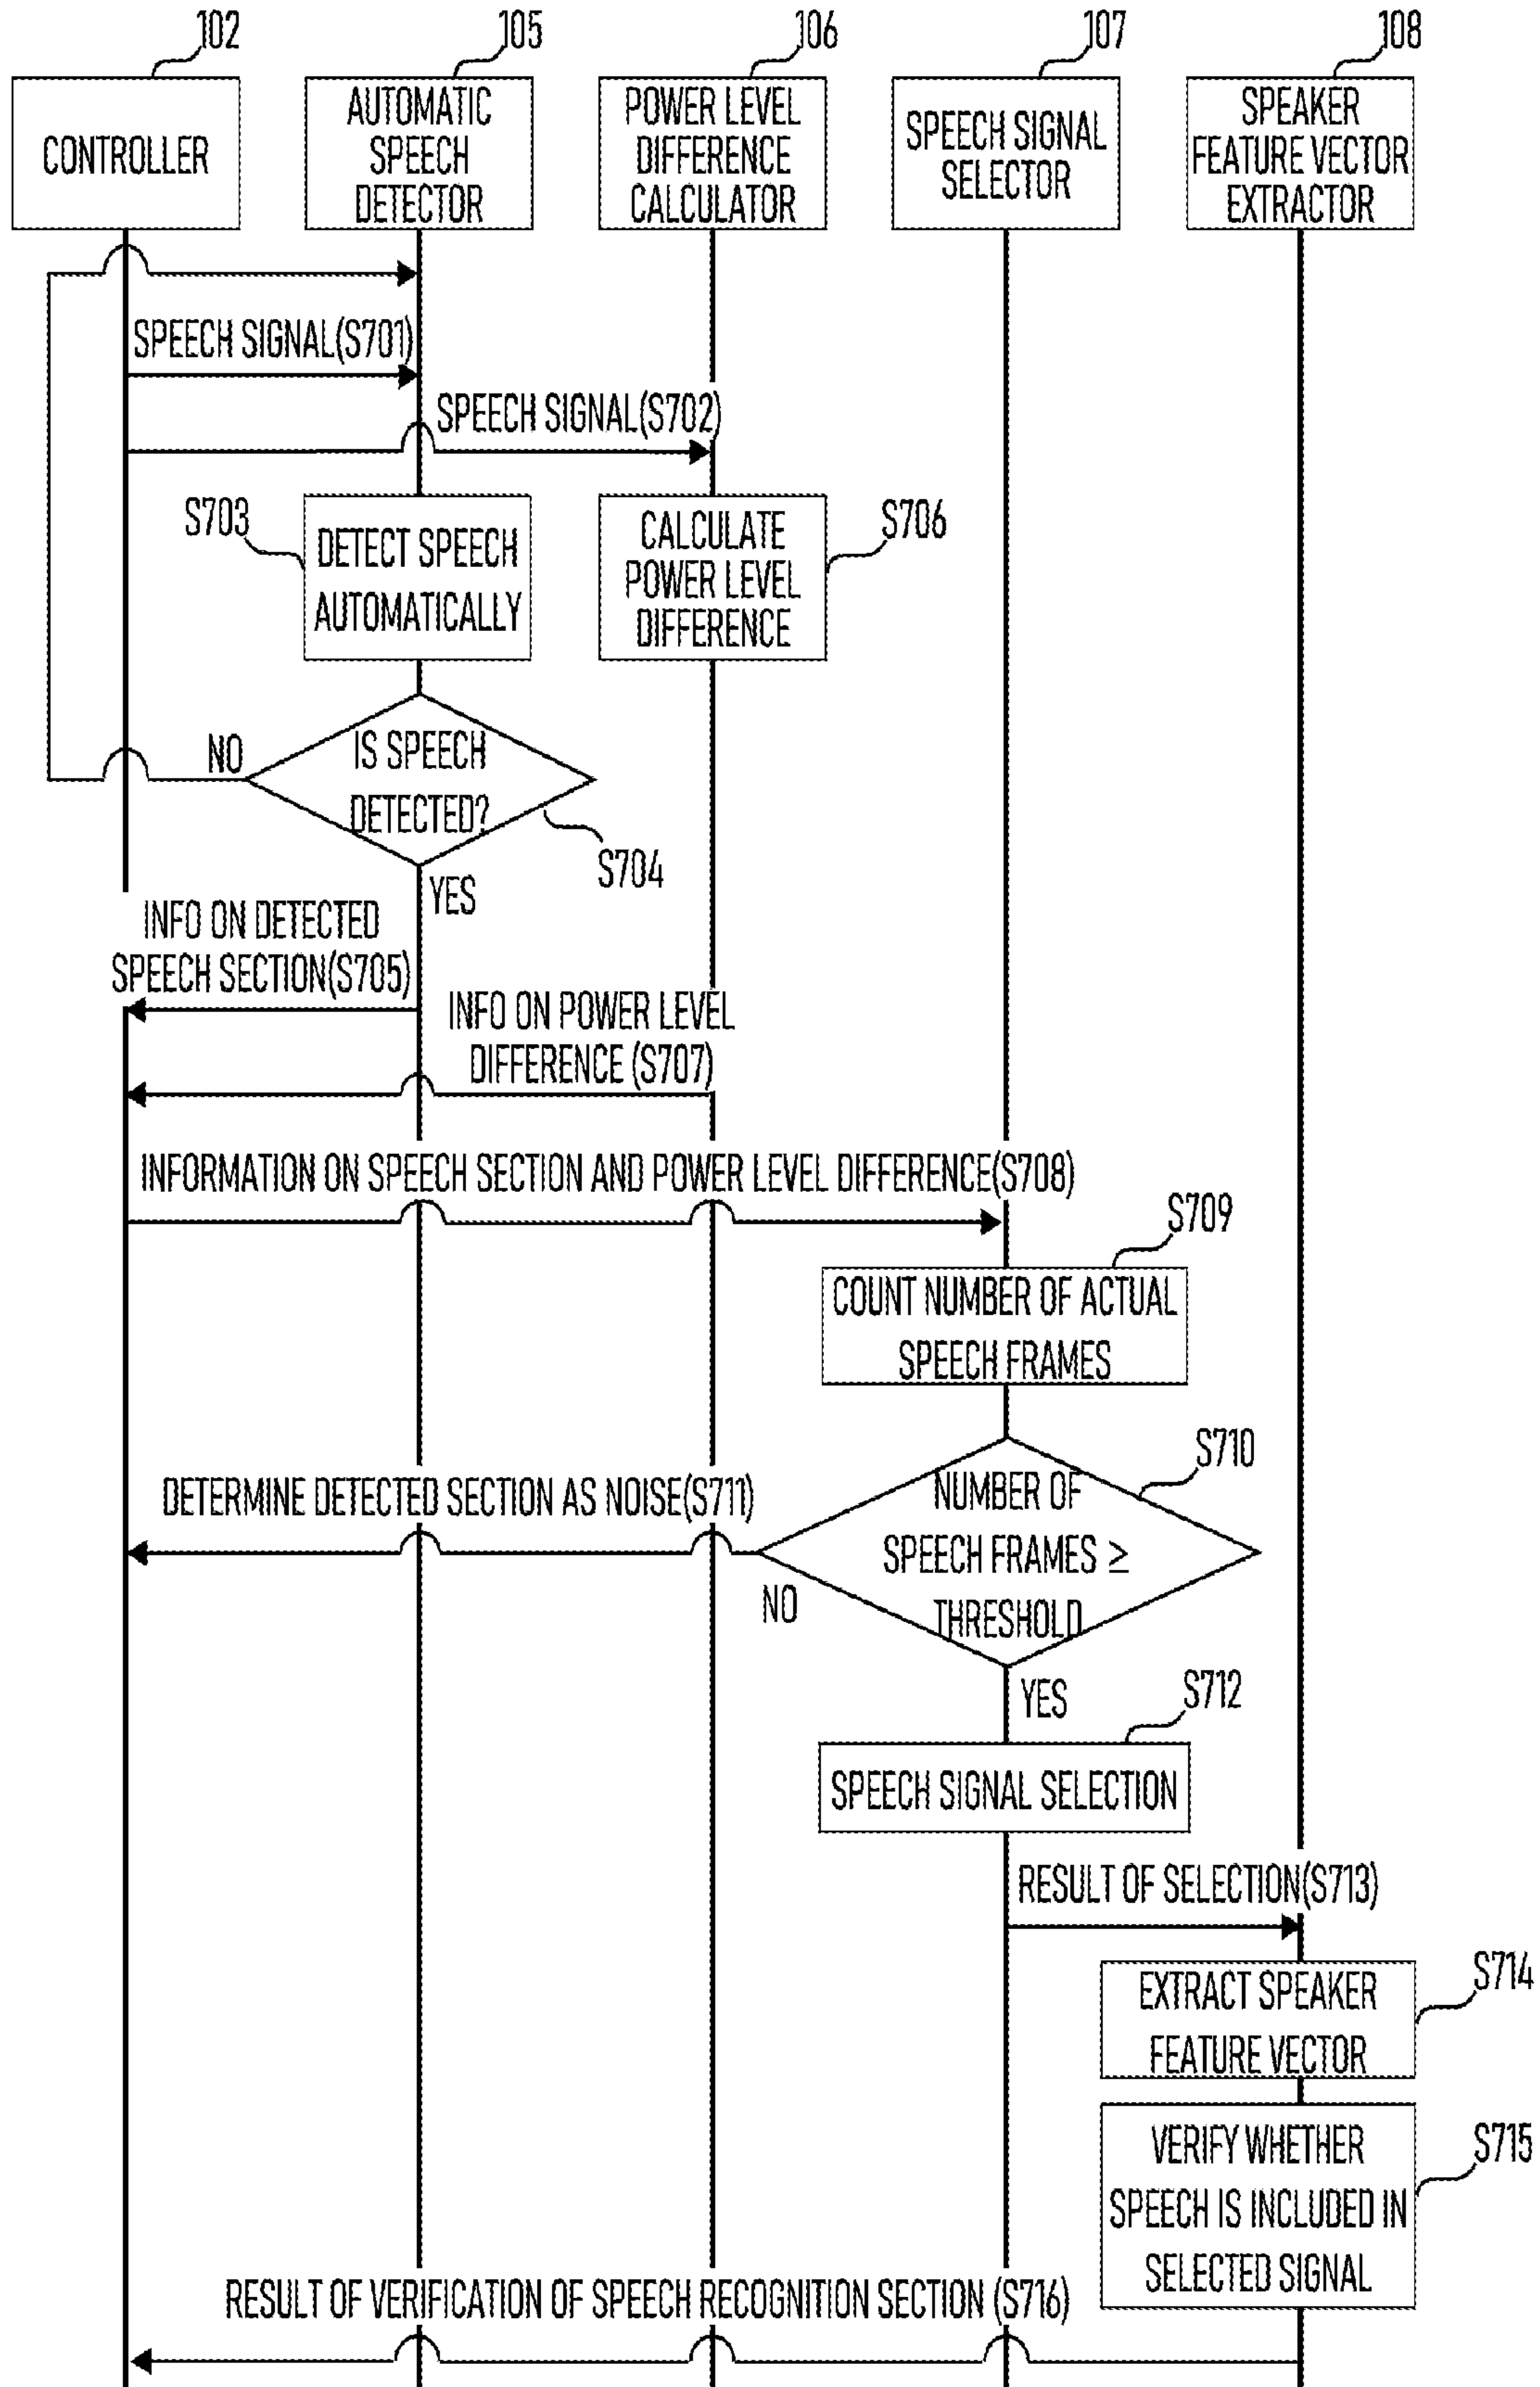 102
105
106
107
108
CONTROLLER
AUTOMATIC
SPEECH
DETECTOR
POWER LEVEL
DIFFERENCE
CALCULATOR
SPEECH SIGNAL
SELECTOR
SPEAKER
FEATURE VECTOR
EXTRACTOR
SPEECH SIGNAL(S701)
SPEECH SIGNAL(S702)
S703
DETECT SPEECH
AUTOMATICALLY
CALCULATE
POWER LEVEL
DIFFERENCE
S706
NO
IS SPEECH
DETECTED?
S704
YES
INFO ON DETECTED
SPEECH SECTION(S705)
INFO ON POWER LEVEL
DIFFERENCE (S707)
INFORMATION ON SPEECH SECTION AND POWER LEVEL DIFFERENCE(S708)
S709
COUNT NUMBER OF ACTUAL
SPEECH FRAMES
S710
DETERMINE DETECTED SECTION AS NOISE(S711)
NUMBER OF
SPEECH FRAMES ≥
THRESHOLD
NO
YES
S712
SPEECH SIGNAL SELECTION
RESULT OF SELECTION(S713)
S714
EXTRACT SPEAKER
FEATURE VECTOR
S715
VERIFY WHETHER
SPEECH IS INCLUDED IN
SELECTED SIGNAL
RESULT OF VERIFICATION OF SPEECH RECOGNITION SECTION (S716)